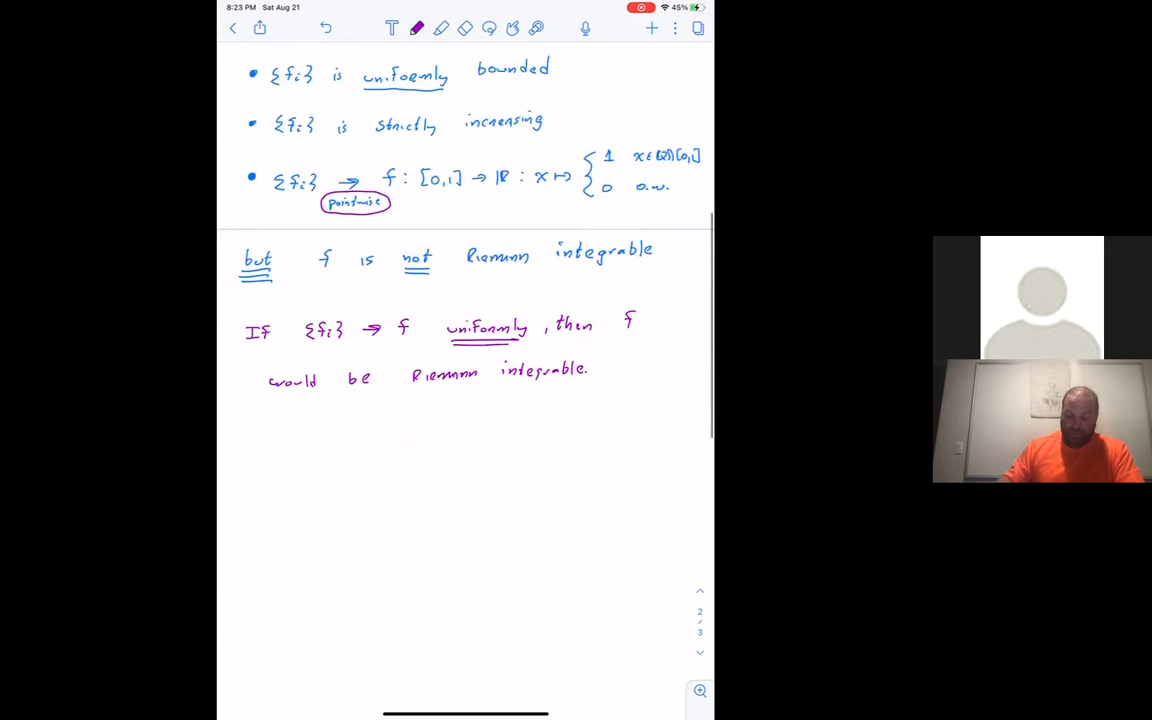 8:23 PM Sat Aug 21
45%
• {fi} is uniformly bounded
• {fi} is strictly increasing
• {fi} → f : [0,1] → ℝ : x ↦ { 1 x∈ℚ∩[0,1]
0 o.w.
pointwise
but f is not Riemann integrable
If {fi} → f uniformly, then f
would be Riemann integrable.
2
/
3